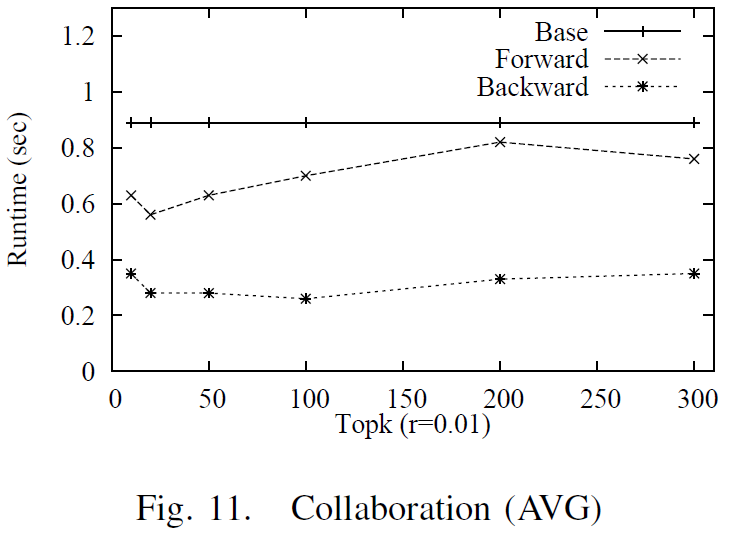 Base
Forward
Backward
1.2
1
0.8
0.6
0.4
0.2
0
Runtime (sec)
0 50 100 150 200 250 300
Topk (r=0.01)
Fig. 11. Collaboration (AVG)